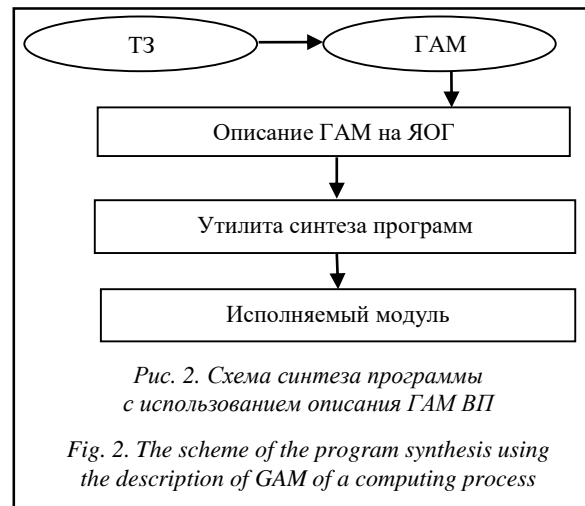 ТЗ
ГАМ
Описание ГАМ на ЯОГ
Утилита синтеза программ
Исполняемый модуль
Рис. 2. Схема синтеза программы
с использованием описания ГАМ ВП
Fig. 2. The scheme of the program synthesis using
the description of GAM of a computing process